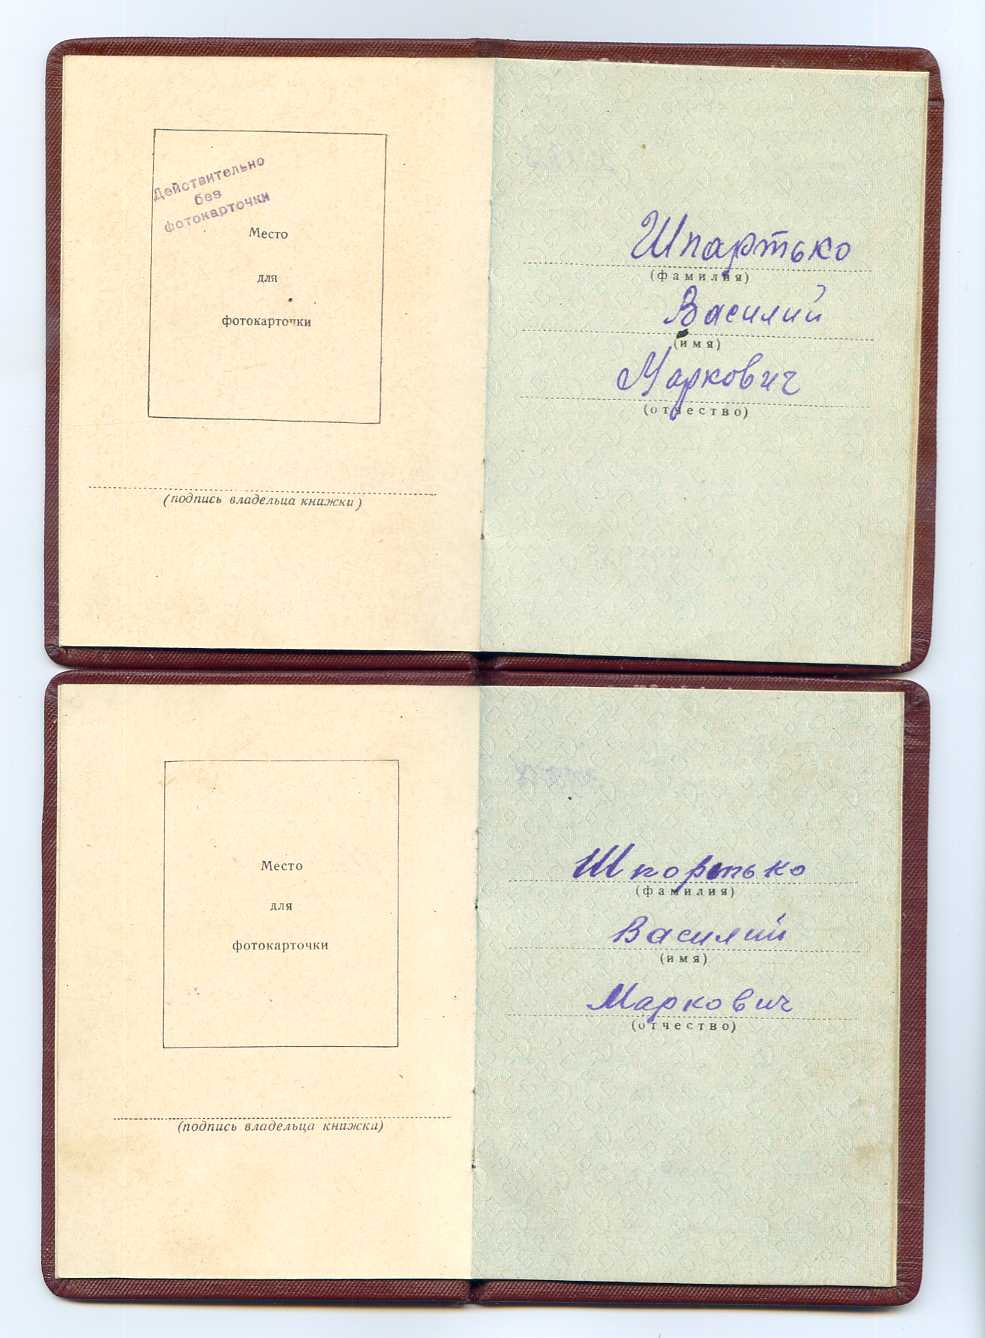 Действительно
без
фотокарточки
Место
для
фотокарточки
(подпись владельца книжки)
Шпартько
(фамилия)
Василий
(имя)
Маркович
(отчество)
Место
для
фотокарточки
(подпись владельца книжки)
Шпортько
(фамилия)
Василий
(имя)
Маркович
(отчество)